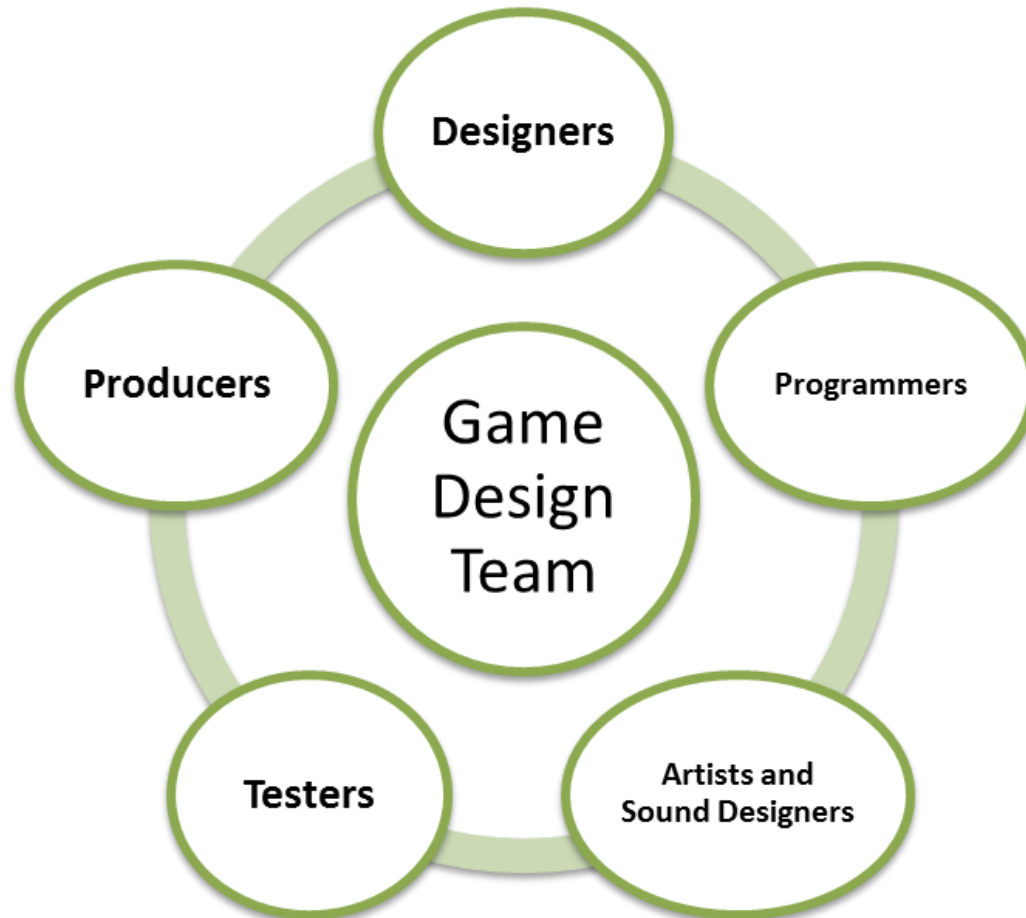 Designers
Programmers
Artists and
Sound Designers
Testers
Producers
Game
Design
Team